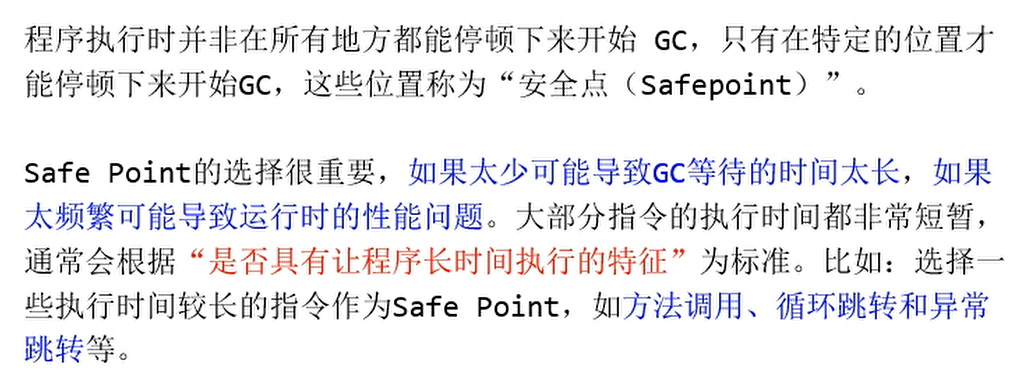 程序执行时并非在所有地方都能停顿下来开始 GC，只有在特定的位置才
能停顿下来开始GC，这些位置称为“安全点（Safepoint）”。
Safe Point的选择很重要，如果太少可能导致GC等待的时间太长，如果
太频繁可能导致运行时的性能问题。大部分指令的执行时间都非常短暂，
通常会根据“是否具有让程序长时间执行的特征”为标准。比如：选择一
些执行时间较长的指令作为Safe Point，如方法调用、循环跳转和异常
跳转等。